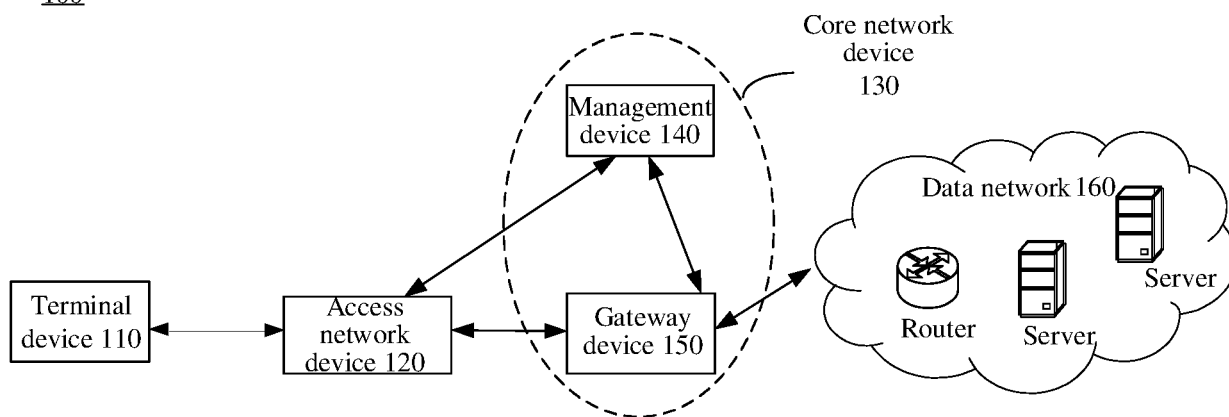 Core network
device
130
Management
device 140
Data network 160
Server
Terminal
device 110
Access
network
device 120
Gateway
device 150
Router
Server